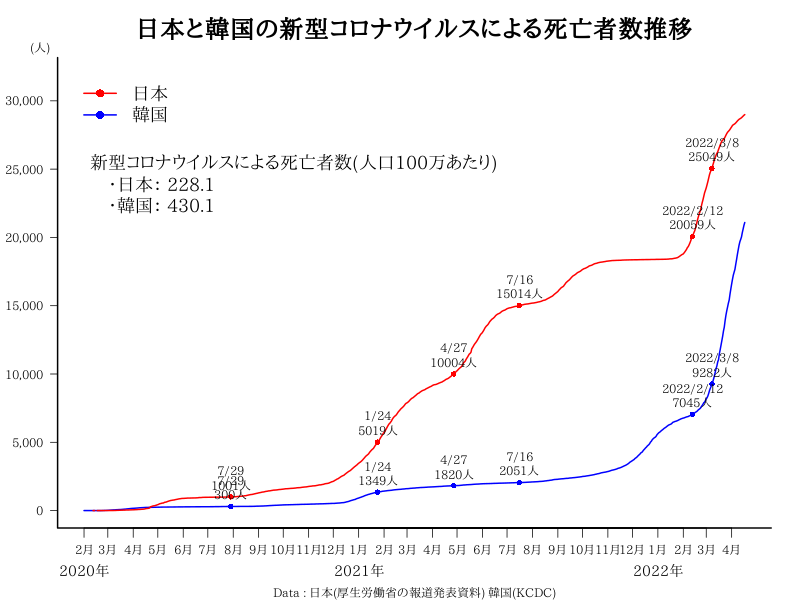 日本と韓国の新型コロナウイルスによる死亡者数推移
(人)
日本
韓国
新型コロナウイルスによる死亡者数(人口100万あたり)
・日本: 228.1
・韓国: 430.1
30,000
25,000
20,000
15,000
10,000
5,000
0
2022/3/8
25049人
2022/2/12
20059人
7/16
15014人
4/27
10004人
1/24
5019人
7/29
1001人
2022/3/8
9282人
2022/2/12
7045人
7/16
2051人
4/27
1820人
1/24
1349人
7/29
300人
2月 3月 4月 5月 6月 7月 8月 9月 10月 11月 12月 1月 2月 3月 4月 5月 6月 7月 8月 9月 10月 11月 12月 1月 2月 3月 4月
2020年 2021年 2022年
Data : 日本(厚生労働省の報道発表資料) 韓国(KCDC)